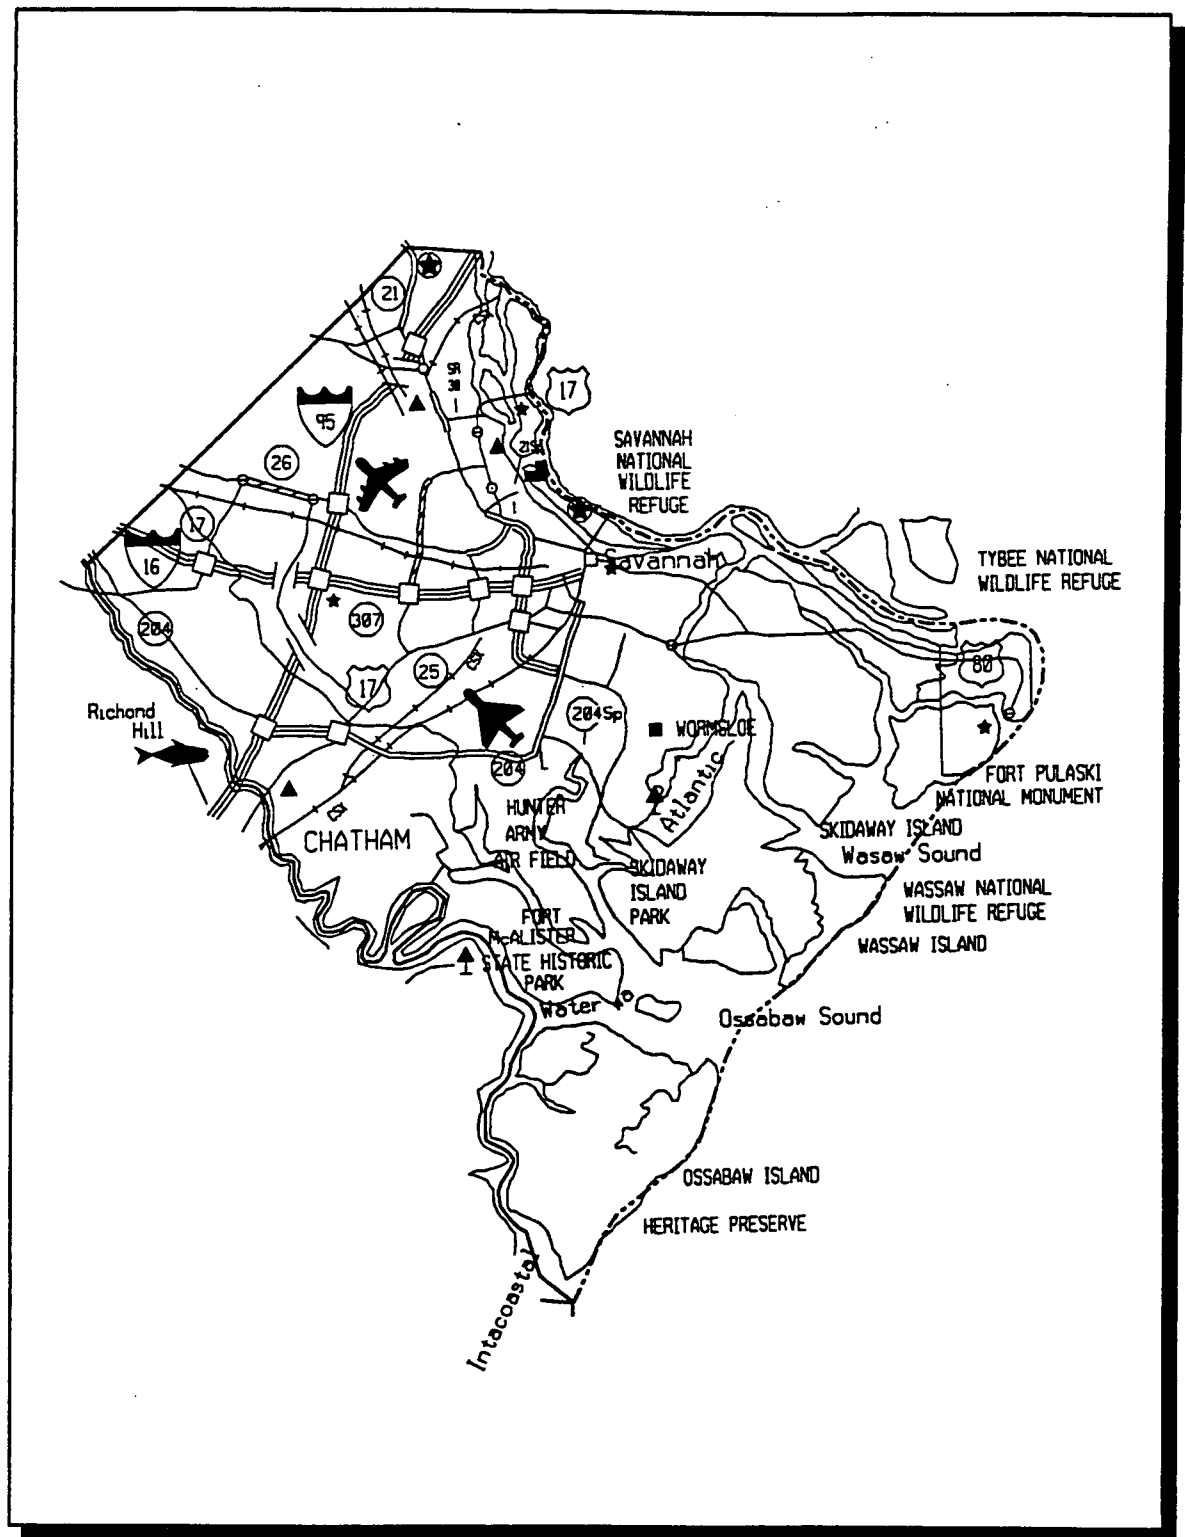 21
SR
30
17
95
SAVANNAH
NATIONAL
WILDLIFE
REFUGE
26
21SP
17
16
Savannah
TYBEE NATIONAL
WILDLIFE REFUGE
204
307
25
CSX
17
80
Richond
Hill
204Sp
WORMSLOE
204
Atlantic
FORT PULASKI
NATIONAL MONUMENT
HUNTER
ARMY
AIR FIELD
CSX
CHATHAM
SKIDAWAY ISLAND
Wasaw Sound
SKIDAWAY
ISLAND
PARK
WASSAW NATIONAL
WILDLIFE REFUGE
WASSAW ISLAND
FORT
McALISTER
STATE HISTORIC
PARK
Water
Ossabaw Sound
OSSABAW ISLAND
HERITAGE PRESERVE
Intacoastal